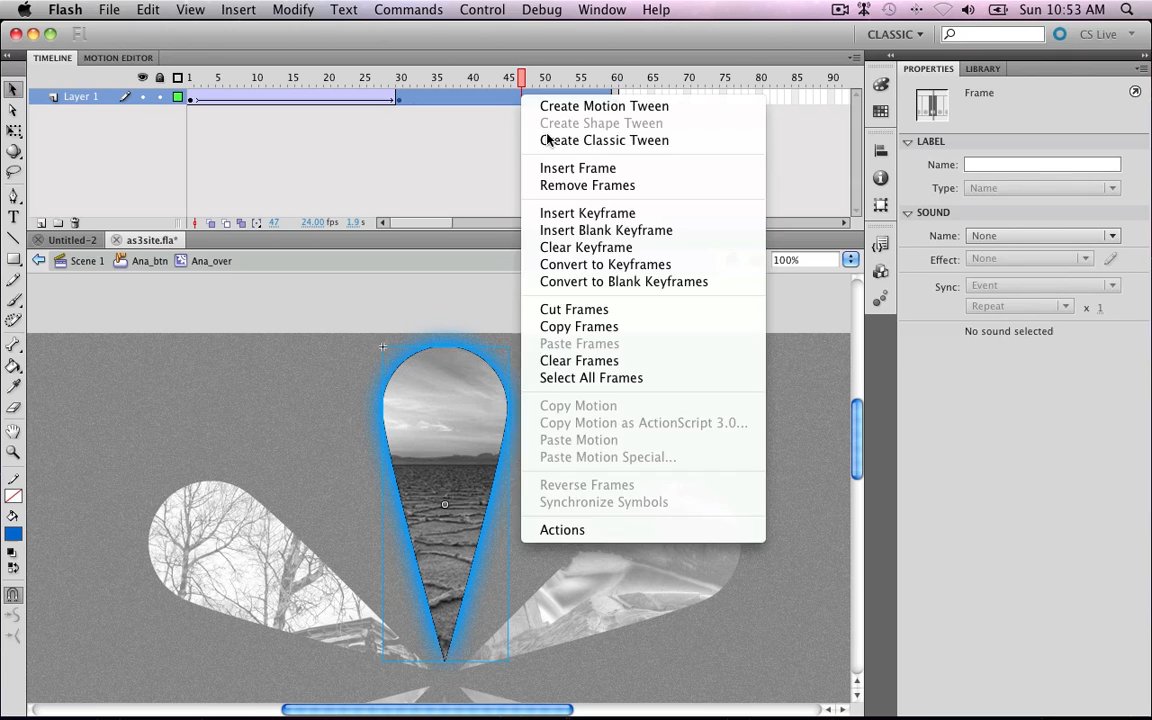 Flash File Edit View Insert Modify Text Commands Control Debug Window Help Sun 10:53 AM
Fl CLASSIC CS Live
TIMELINE MOTION EDITOR PROPERTIES LIBRARY
1 5 10 15 20 25 30 35 40 45 50 55 60 65 70 75 80 85 90
Layer 1
47 24.00 fps 1.9 s
Untitled-2 as3site.fla*
Scene 1 Ana_btn Ana_over 100%
Create Motion Tween
Create Shape Tween
Create Classic Tween
Insert Frame
Remove Frames
Insert Keyframe
Insert Blank Keyframe
Clear Keyframe
Convert to Keyframes
Convert to Blank Keyframes
Cut Frames
Copy Frames
Paste Frames
Clear Frames
Select All Frames
Copy Motion
Copy Motion as ActionScript 3.0...
Paste Motion
Paste Motion Special...
Reverse Frames
Synchronize Symbols
Actions
Frame
LABEL
Name:
Type: Name
SOUND
Name: None
Effect: None
Sync: Event
Repeat x 1
No sound selected